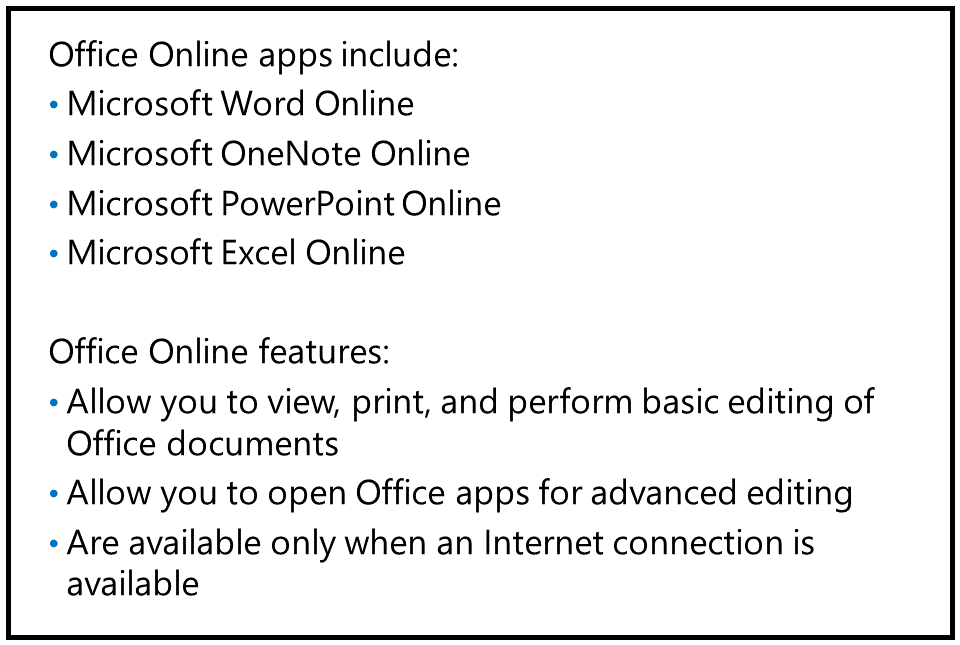 Office Online apps include:
• Microsoft Word Online
• Microsoft OneNote Online
• Microsoft PowerPoint Online
• Microsoft Excel Online
Office Online features:
• Allow you to view, print, and perform basic editing of
Office documents
• Allow you to open Office apps for advanced editing
• Are available only when an Internet connection is
available